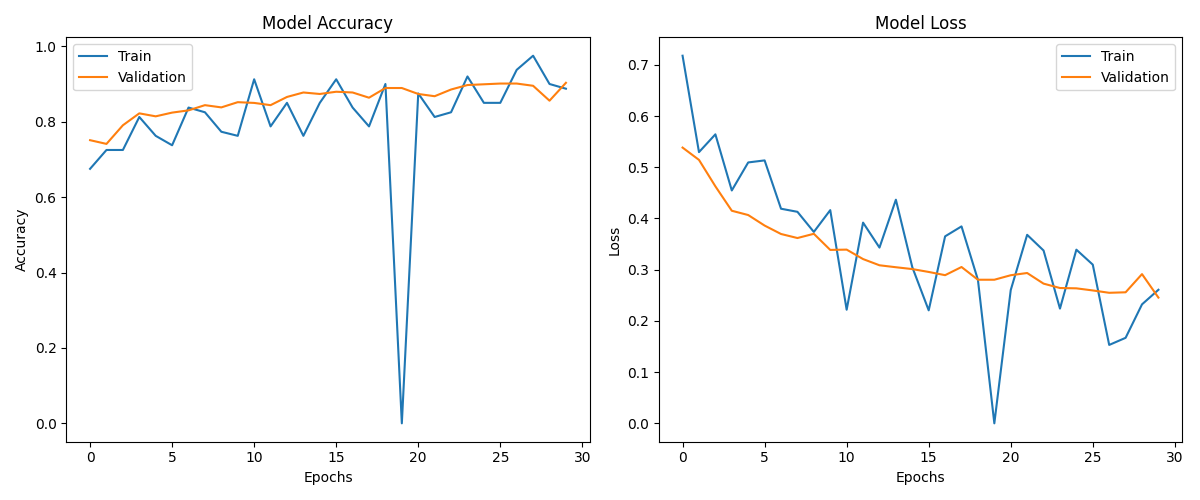 Model Accuracy
Train
Validation
1.0
0.8
0.6
0.4
0.2
0.0
Accuracy
0 5 10 15 20 25 30
Epochs
Model Loss
Train
Validation
0.7
0.6
0.5
0.4
0.3
0.2
0.1
0.0
Loss
0 5 10 15 20 25 30
Epochs